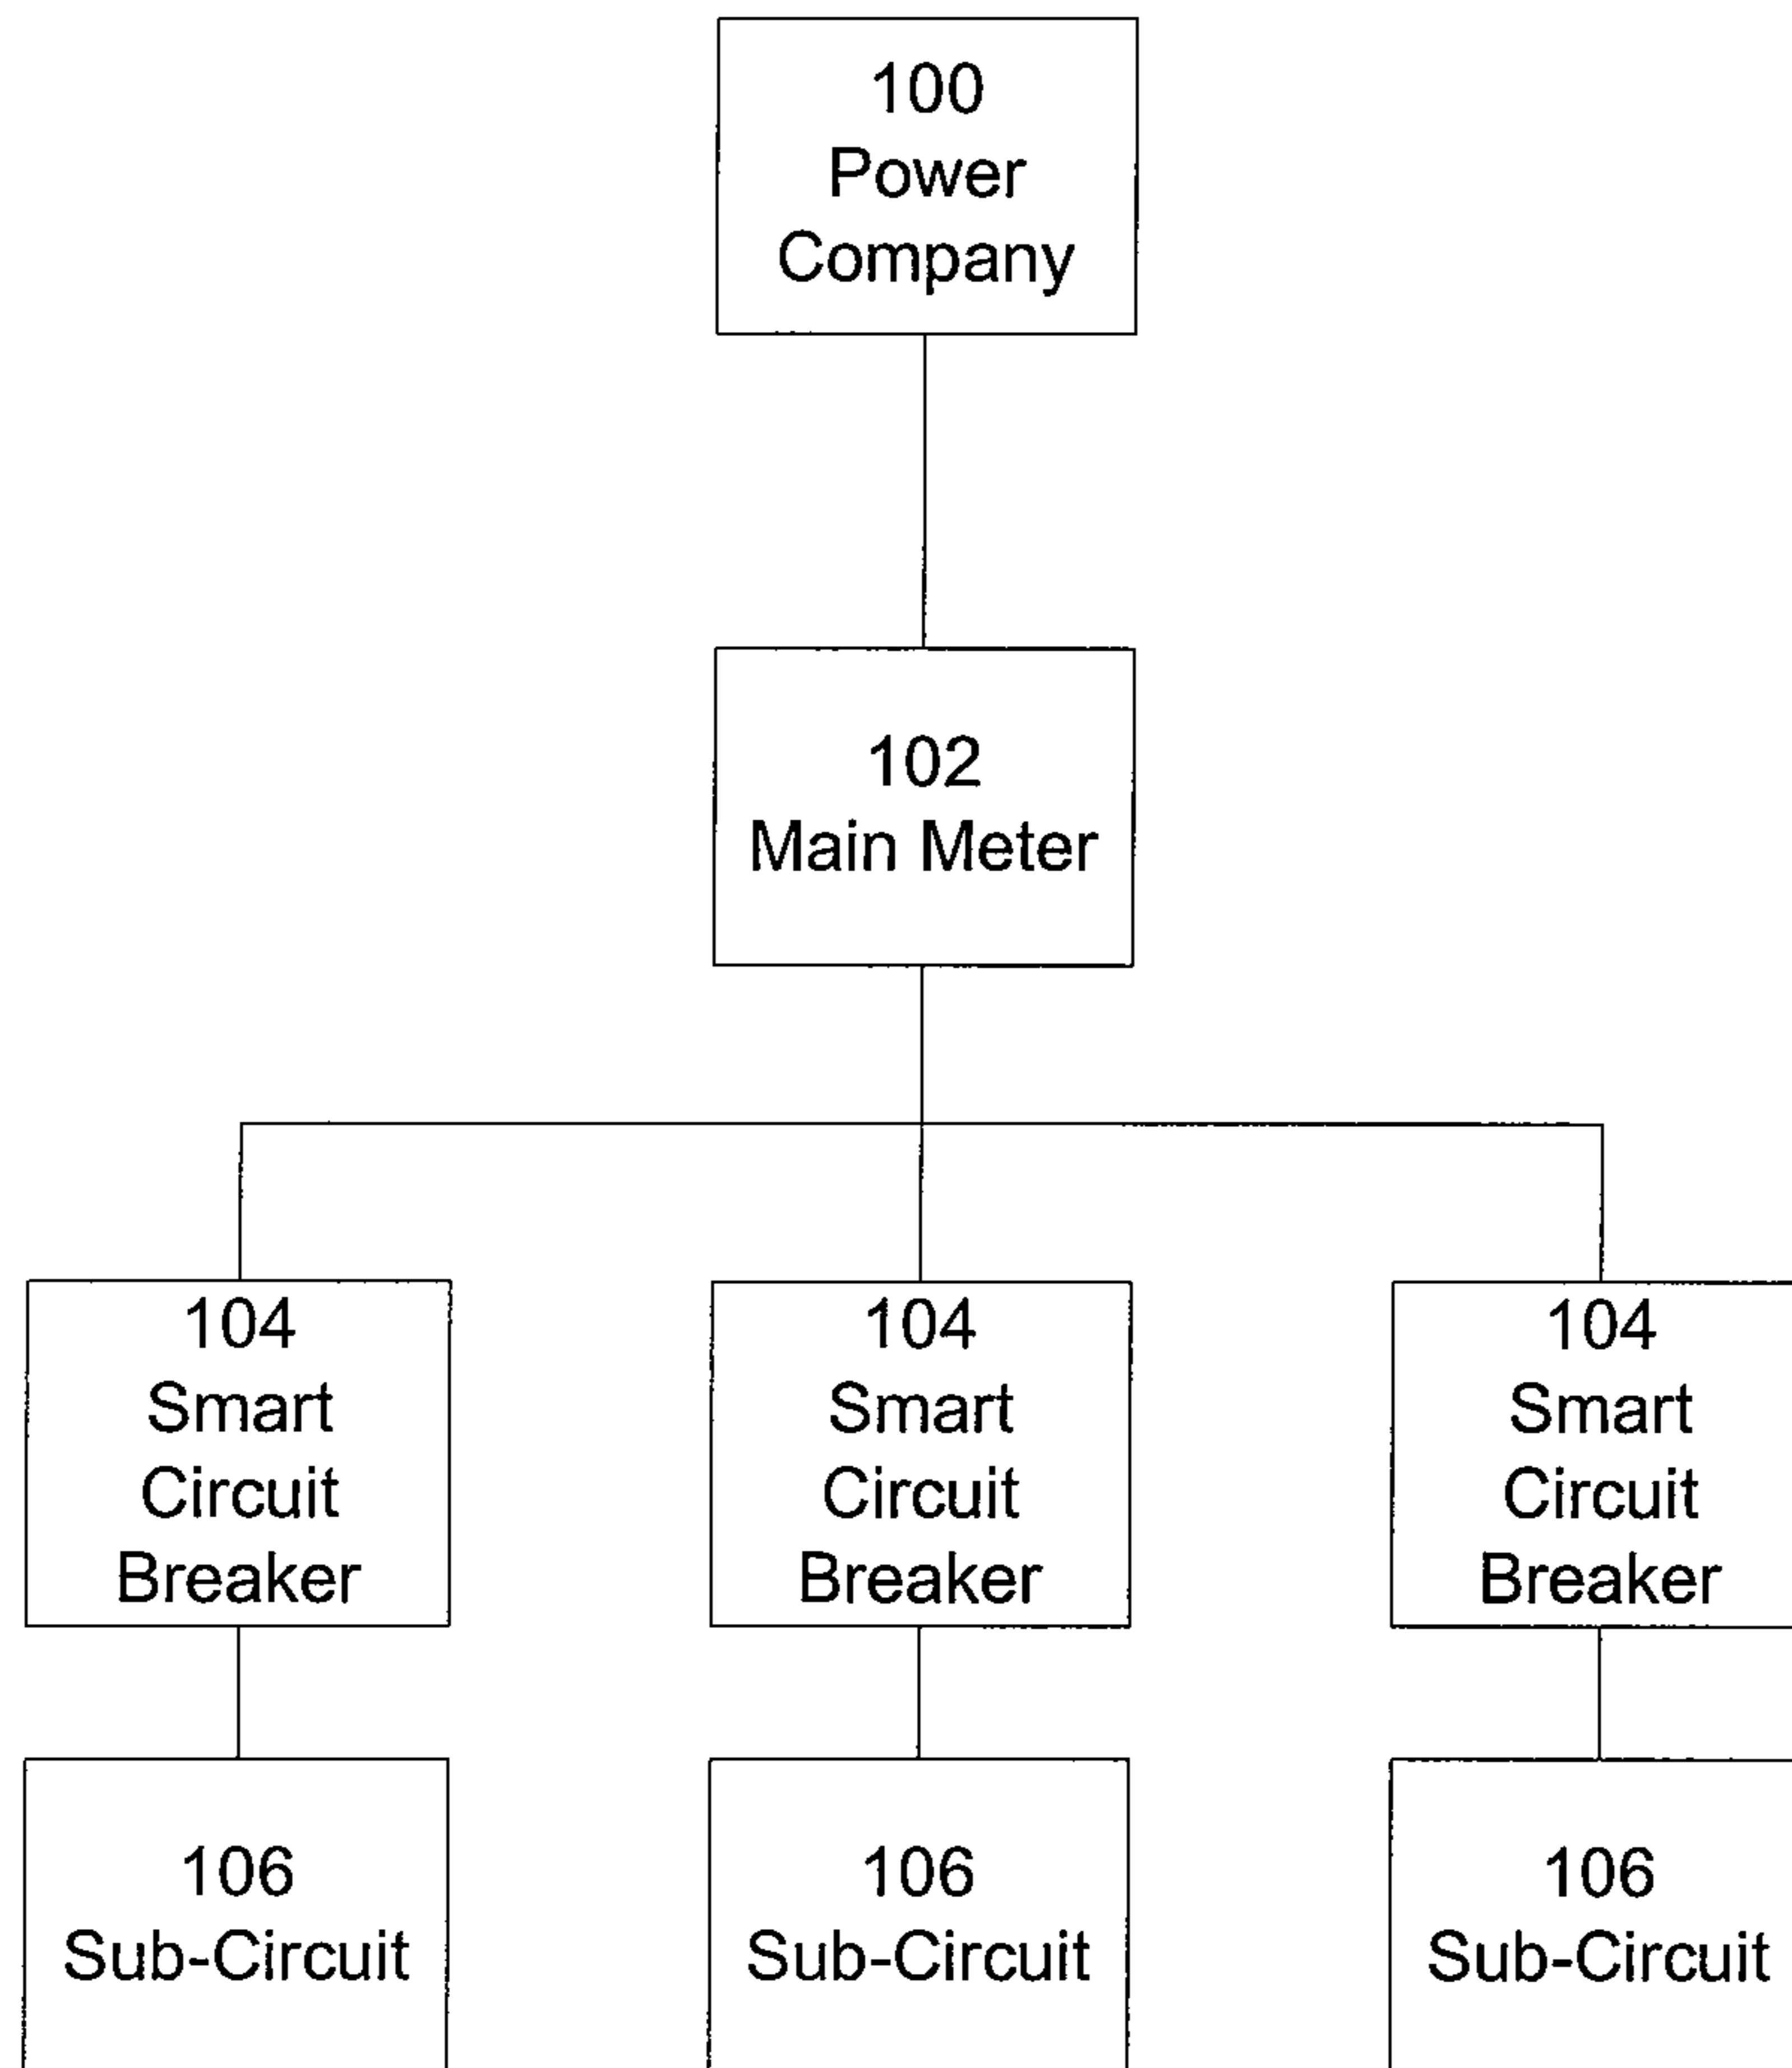 100
Power
Company
102
Main Meter
104
Smart
Circuit
Breaker
104
Smart
Circuit
Breaker
104
Smart
Circuit
Breaker
106
Sub-Circuit
106
Sub-Circuit
106
Sub-Circuit